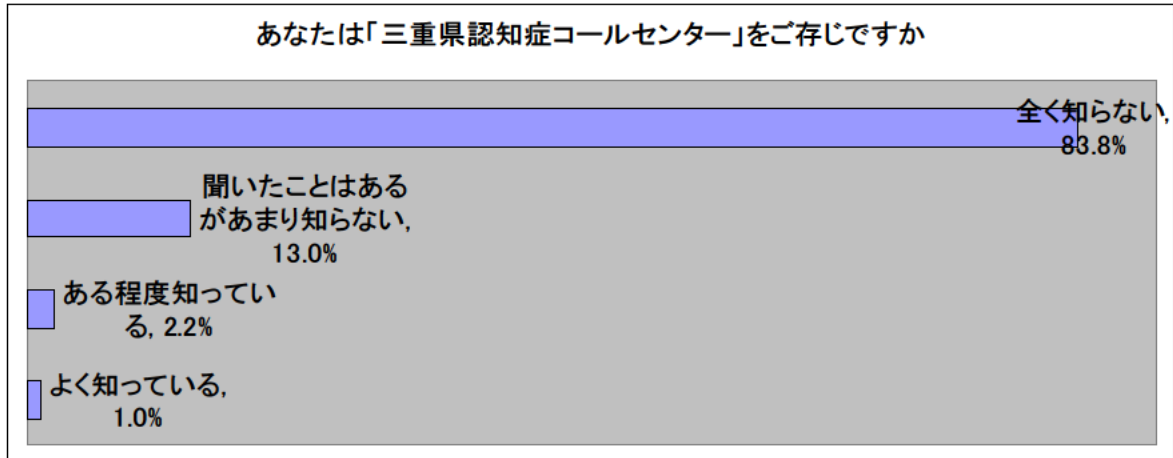 あなたは「三重県認知症コールセンター」をご存じですか
全く知らない,
83.8%
聞いたことはある
があまり知らない,
13.0%
ある程度知ってい
る, 2.2%
よく知っている,
1.0%